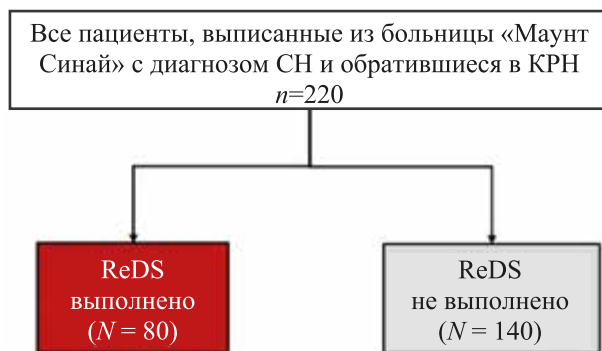 Все пациенты, выписанные из больницы «Маунт
Синай» с диагнозом СН и обратившиеся в КРН
n=220
ReDS
выполнено
(N = 80)
ReDS
не выполнено
(N = 140)